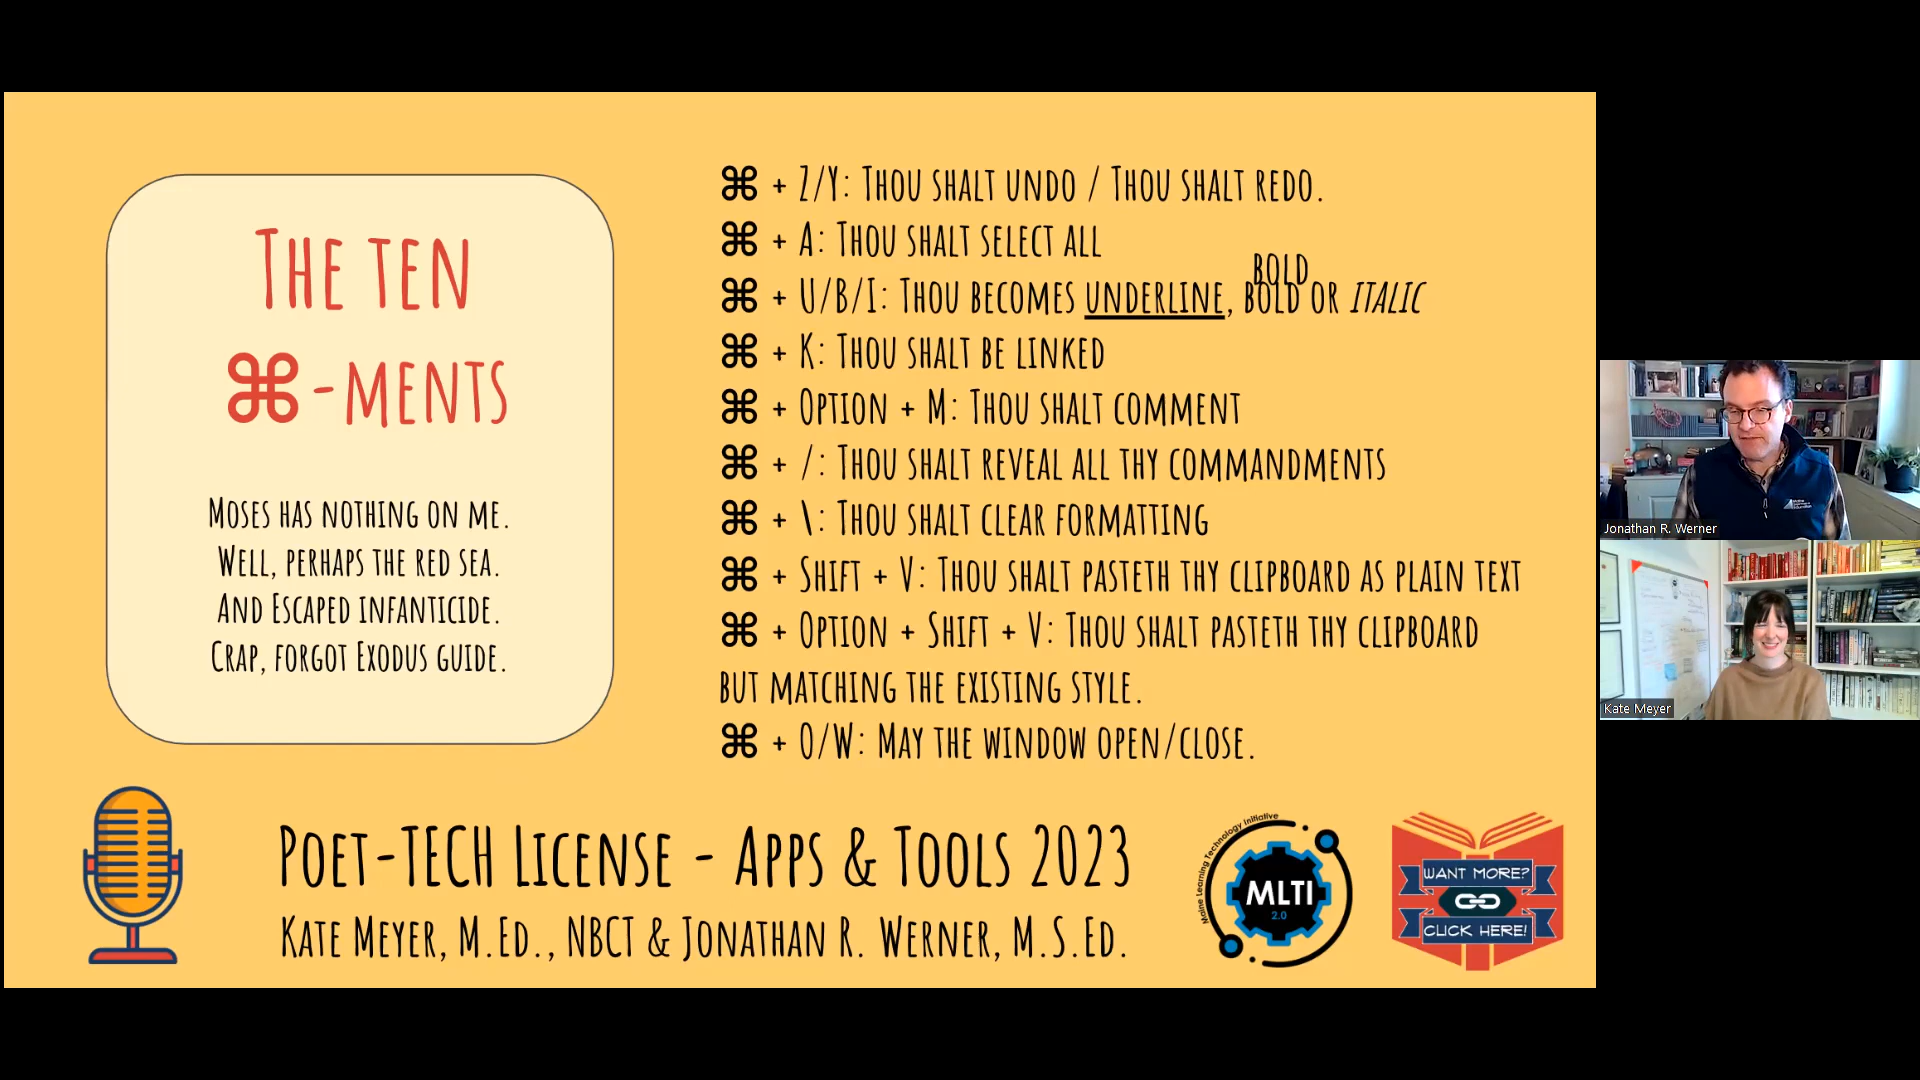 The ten
⌘-ments
Moses has nothing on me.
Well, perhaps the red sea.
And Escaped infanticide.
Crap, forgot Exodus guide.
⌘ + Z/Y: Thou shalt undo / Thou shalt redo.
⌘ + A: Thou shalt select all
bold
⌘ + U/B/I: Thou becomes underline, bold or italic
⌘ + K: Thou shalt be linked
⌘ + Option + M: Thou shalt comment
⌘ + /: Thou shalt reveal all thy commandments
⌘ + \: Thou shalt clear formatting
⌘ + Shift + V: Thou shalt pasteth thy clipboard as plain text
⌘ + Option + Shift + V: Thou shalt pasteth thy clipboard
but matching the existing style.
⌘ + O/W: May the window open/close.
Poet-TECH License - Apps & Tools 2023
Kate Meyer, M.Ed., NBCT & Jonathan R. Werner, M.S.Ed.
Maine Learning Technology Initiative
MLTI
2.0
WANT MORE?
CLICK HERE!
Jonathan R. Werner
Kate Meyer